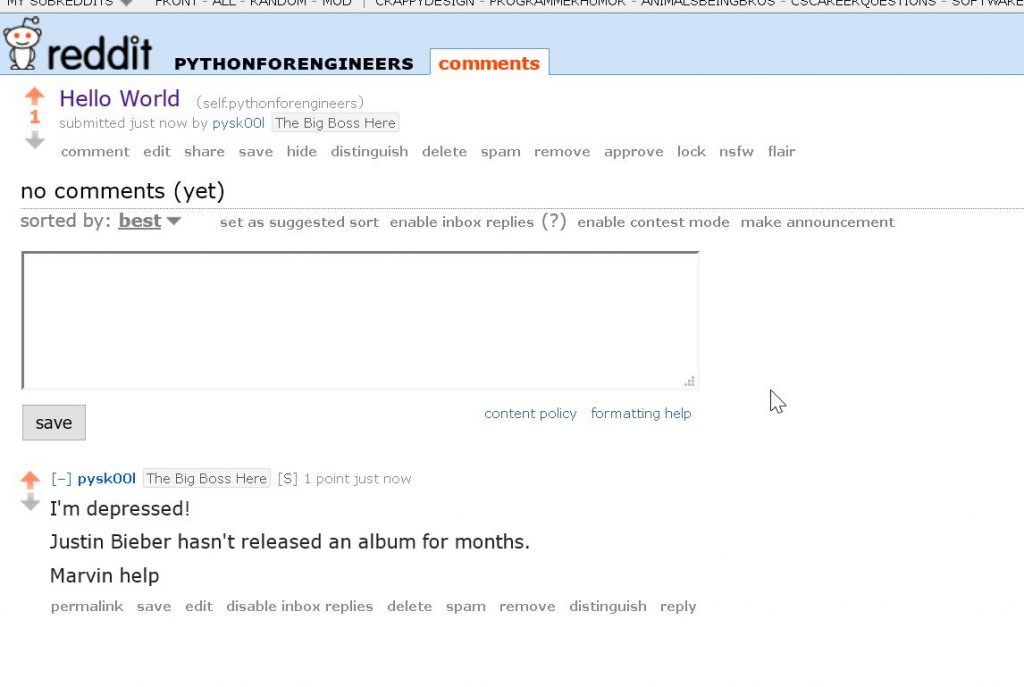 MY SUBREDDITS FRONT - ALL - RANDOM - MOD | CRAPPYDESIGN - PROGRAMMERHUMOR - ANIMALSBEINGBROS - CSCAREERQUESTIONS - SOFTWARE
reddit PYTHONFORENGINEERS comments
Hello World (self.pythonforengineers)
1
submitted just now by pysk00l The Big Boss Here
comment edit share save hide distinguish delete spam remove approve lock nsfw flair
no comments (yet)
sorted by: best set as suggested sort enable inbox replies (?) enable contest mode make announcement
save content policy formatting help
[–] pysk00l The Big Boss Here [S] 1 point just now
I'm depressed!
Justin Bieber hasn't released an album for months.
Marvin help
permalink save edit disable inbox replies delete spam remove distinguish reply